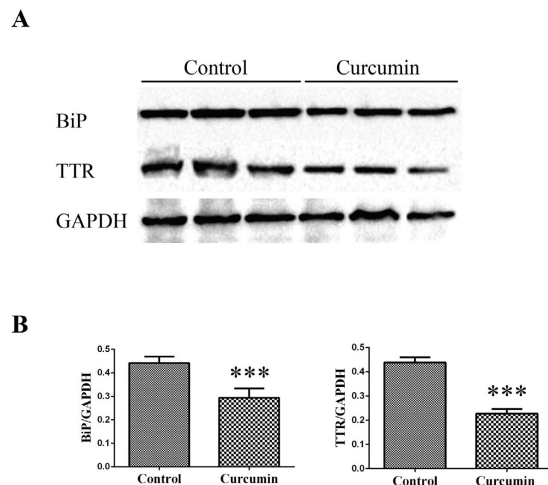 A
Control Curcumin
BiP
TTR
GAPDH
B
BiP/GAPDH
0.5
0.4
0.3
0.2
0.1
0.0
***
Control Curcumin
TTR/GAPDH
0.5
0.4
0.3
0.2
0.1
0.0
***
Control Curcumin